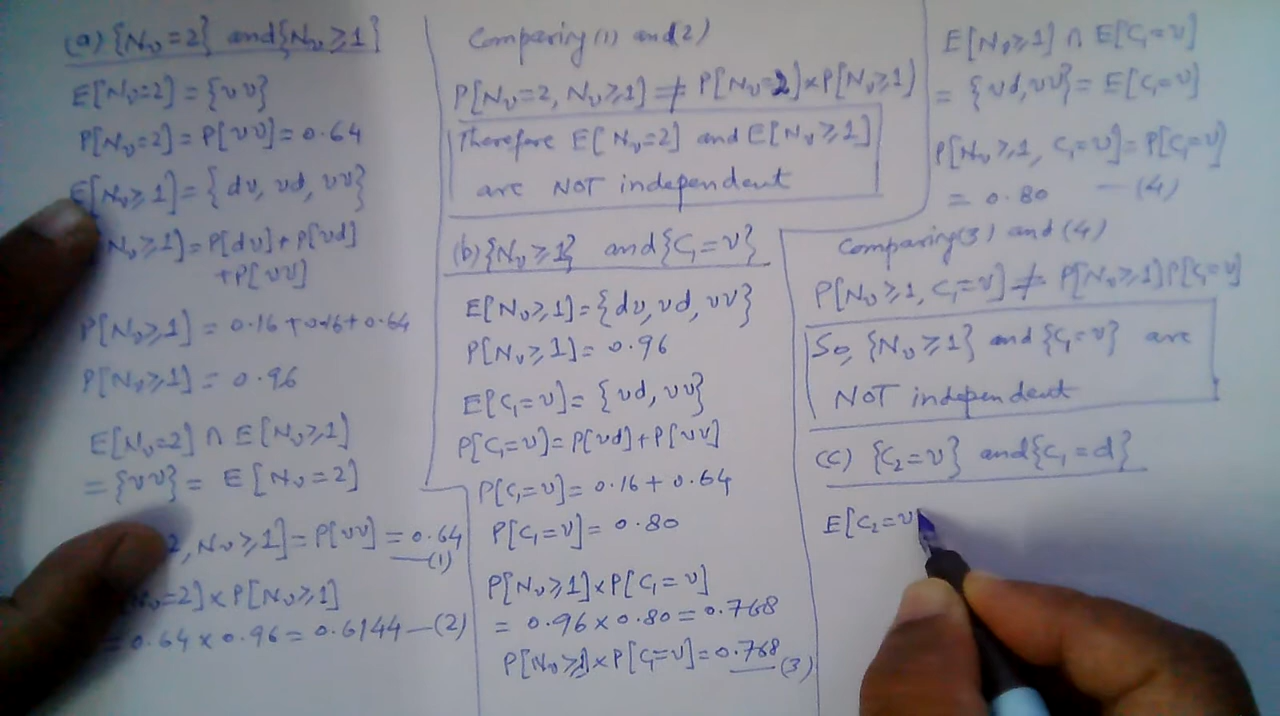 (a) {Nv=2} and {Nv≥1}
E[Nv=2] = {vv}
P[Nv=2] = P[vv] = 0.64
E[Nv≥1] = {dv, vd, vv}
Nv≥1] = P[dv] + P[vd]
+ P[vv]
P[Nv≥1] = 0.16 + 0.16 + 0.64
P[Nv≥1] = 0.96
E[Nv=2] ∩ E[Nv≥1]
= {vv} = E[Nv=2]
2, Nv≥1] = P[vv] = 0.64
—(1)
Nv=2] × P[Nv≥1]
= 0.64 × 0.96 = 0.6144 —(2)
Comparing (1) and (2)
P[Nv=2, Nv≥1] ≠ P[Nv=2] × P[Nv≥1]
Therefore E[Nv=2] and E[Nv≥1]
are NOT independent
(b) {Nv≥1} and {C1=v}
E[Nv≥1] = {dv, vd, vv}
P[Nv≥1] = 0.96
E[C1=v] = {vd, vv}
P[C1=v] = P[vd] + P[vv]
P[C1=v] = 0.16 + 0.64
P[C1=v] = 0.80
P[Nv≥1] × P[C1=v]
= 0.96 × 0.80 = 0.768
P[Nv≥1] × P[C1=v] = 0.768 —(3)
E[Nv≥1] ∩ E[C1=v]
= {vd, vv} = E[C1=v]
P[Nv≥1, C1=v] = P[C1=v]
= 0.80 —(4)
Comparing (3) and (4)
P[Nv≥1, C1=v] ≠ P[Nv≥1] P[C1=v]
So, {Nv≥1} and {C1=v} are
NOT independent
(c) {C2=v} and {C1=d}
E[C2=v